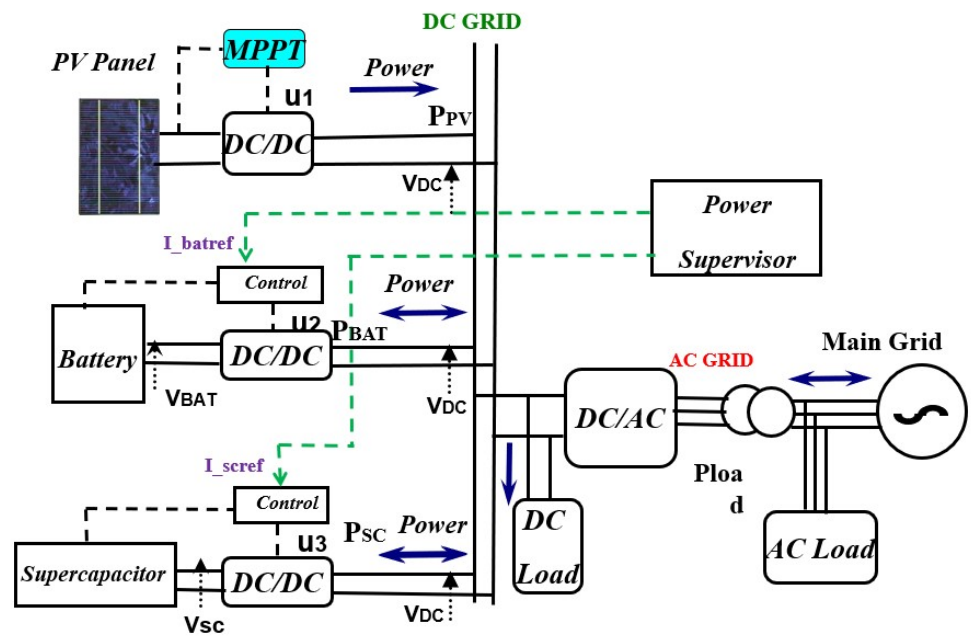 DC GRID
PV Panel
MPPT
Power
u1
DC/DC
PPV
VDC
Power
Supervisor
I_batref
Control
Power
u2
PBAT
Battery
DC/DC
VBAT
VDC
AC GRID
Main Grid
DC/AC
I_scref
Ploa
d
Control
u3
PSC
Power
DC
Load
AC Load
Supercapacitor
DC/DC
Vsc
VDC